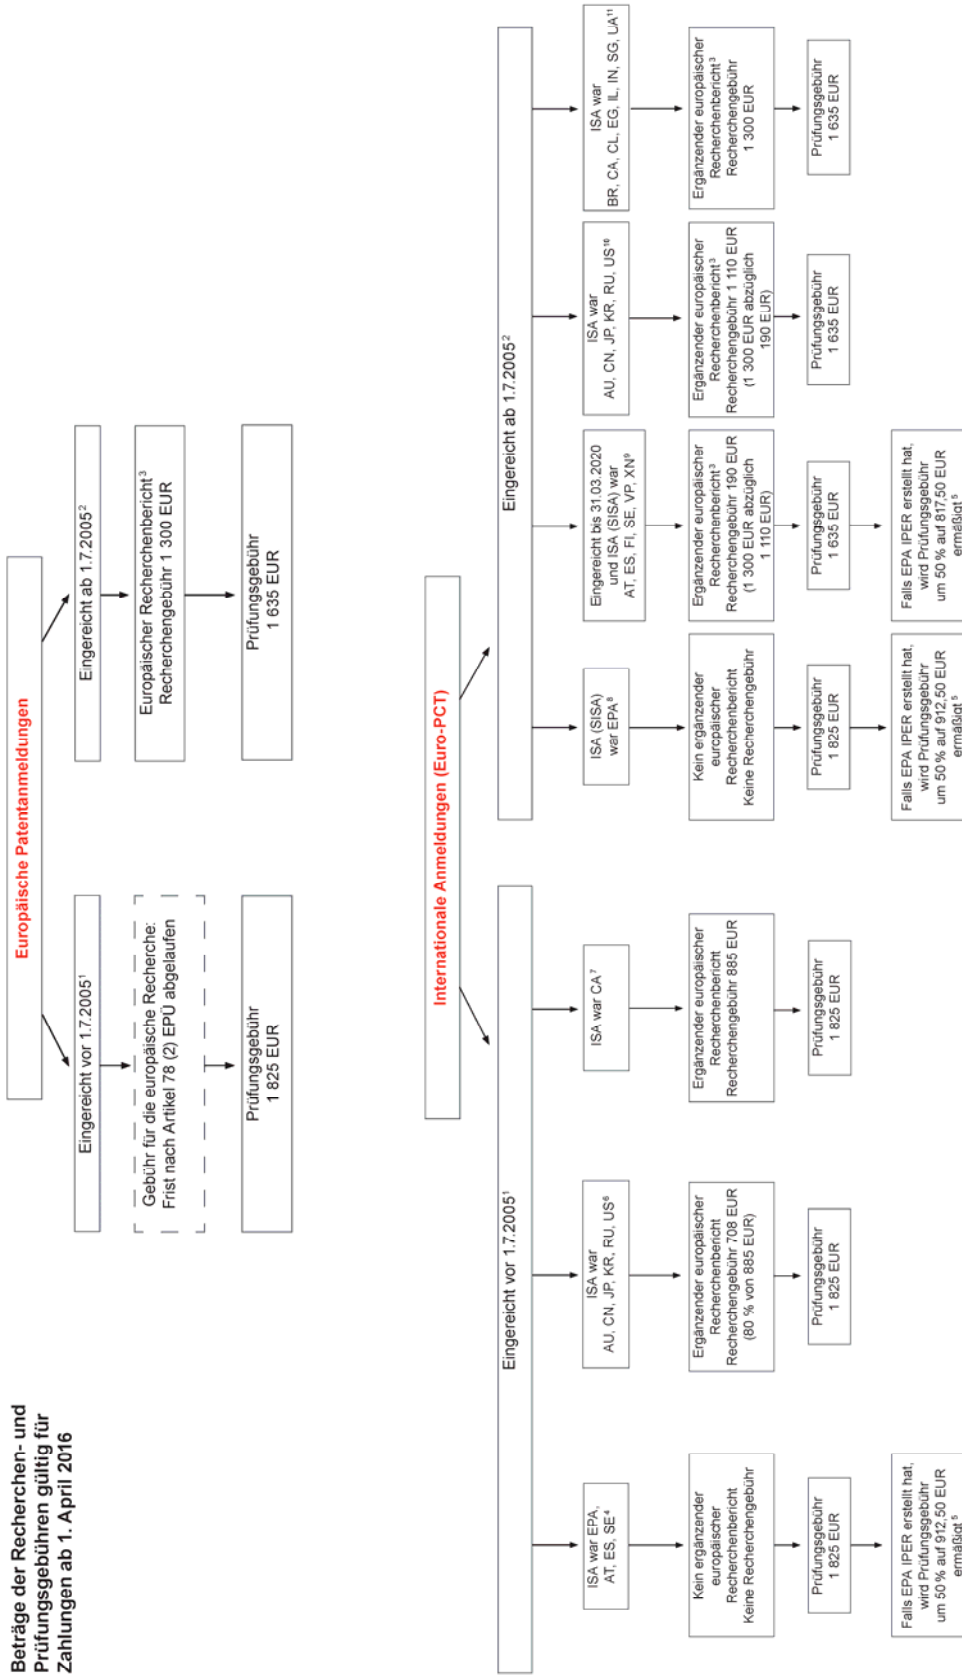 Beträge der Recherchen- und
Prüfungsgebühren gültig für
Zahlungen ab 1. April 2016
Europäische Patentanmeldungen
Eingereicht vor 1.7.2005¹
Gebühr für die europäische Recherche:
Frist nach Artikel 78 (2) EPÜ abgelaufen
Prüfungsgebühr
1 825 EUR
Eingereicht ab 1.7.2005²
Europäischer Recherchenbericht³
Recherchengebühr 1 300 EUR
Prüfungsgebühr
1 635 EUR
Internationale Anmeldungen (Euro-PCT)
Eingereicht vor 1.7.2005¹
ISA war EPA,
AT, ES, SE⁴
Kein ergänzender
europäischer
Recherchenbericht
Keine Recherchengebühr
Prüfungsgebühr
1 825 EUR
Falls EPA IPER erstellt hat,
wird Prüfungsgebühr
um 50 % auf 912,50 EUR
ermäßigt⁵
ISA war
AU, CN, JP, KR, RU, US⁶
Ergänzender europäischer
Recherchenbericht
Recherchengebühr 708 EUR
(80 % von 885 EUR)
Prüfungsgebühr
1 825 EUR
ISA war CA⁷
Ergänzender europäischer
Recherchenbericht
Recherchengebühr 885 EUR
Prüfungsgebühr
1 825 EUR
Eingereicht ab 1.7.2005²
ISA (SISA)
war EPA⁸
Kein ergänzender
europäischer
Recherchenbericht
Keine Recherchengebühr
Prüfungsgebühr
1 825 EUR
Falls EPA IPER erstellt hat,
wird Prüfungsgebühr
um 50 % auf 912,50 EUR
ermäßigt⁵
Eingereicht bis 31.03.2020
und ISA (SISA) war
AT, ES, FI, SE, VP, XN⁹
Ergänzender europäischer
Recherchenbericht³
Recherchengebühr 190 EUR
(1 300 EUR abzüglich
1 110 EUR)
Prüfungsgebühr
1 635 EUR
Falls EPA IPER erstellt hat,
wird Prüfungsgebühr
um 50 % auf 817,50 EUR
ermäßigt⁵
ISA war
AU, CN, JP, KR, RU, US¹⁰
Ergänzender europäischer
Recherchenbericht³
Recherchengebühr 1 110 EUR
(1 300 EUR abzüglich
190 EUR)
Prüfungsgebühr
1 635 EUR
ISA war
BR, CA, CL, EG, IL, IN, SG, UA¹¹
Ergänzender europäischer
Recherchenbericht³
Recherchengebühr
1 300 EUR
Prüfungsgebühr
1 635 EUR